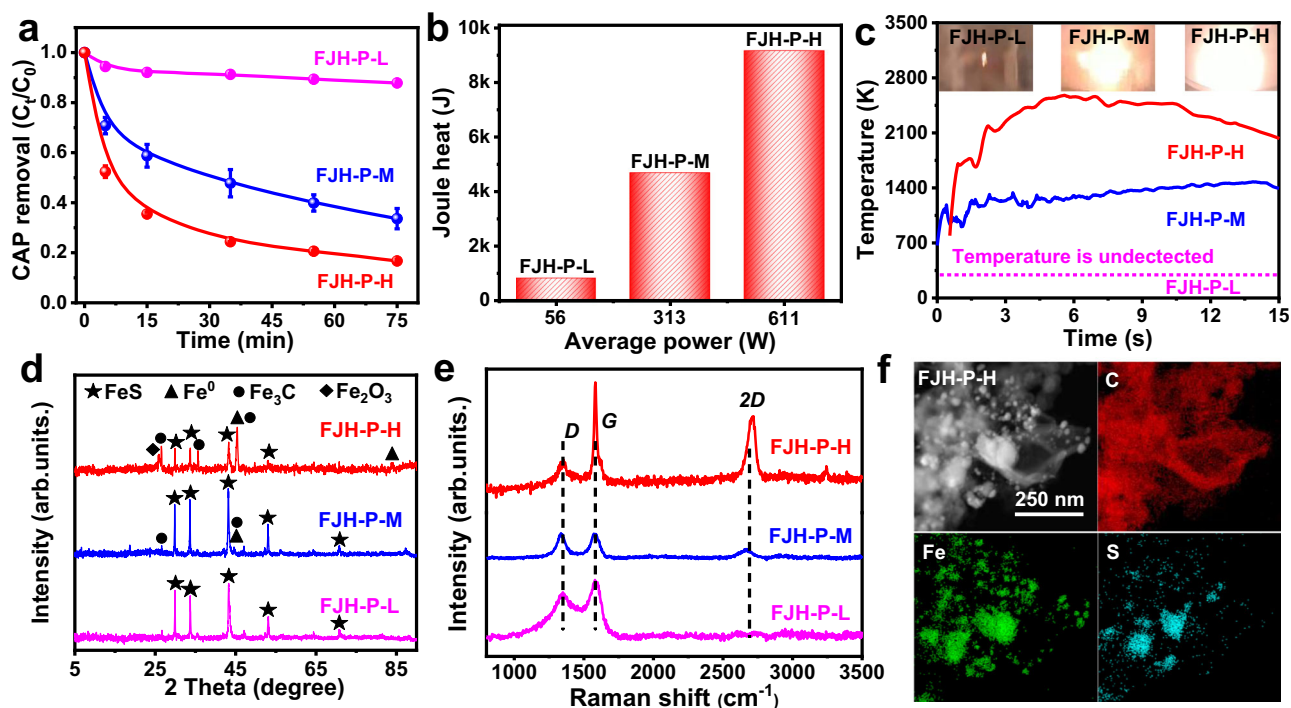 a
CAP removal (Cₜ/C₀)
1.0
0.8
0.6
0.4
0.2
0.0
FJH-P-L
FJH-P-M
FJH-P-H
0 15 30 45 60 75
Time (min)
b
Joule heat (J)
10k
8k
6k
4k
2k
0
FJH-P-L
FJH-P-M
FJH-P-H
56 313 611
Average power (W)
c
Temperature (K)
3500
2800
2100
1400
700
0
FJH-P-L FJH-P-M FJH-P-H
FJH-P-H
FJH-P-M
Temperature is undectected
FJH-P-L
0 3 6 9 12 15
Time (s)
d
Intensity (arb.units.)
★FeS ▲Fe⁰ ●Fe₃C ◆Fe₂O₃
FJH-P-H
FJH-P-M
FJH-P-L
5 25 45 65 85
2 Theta (degree)
e
Intensity (arb.units.)
D G 2D
FJH-P-H
FJH-P-M
FJH-P-L
1000 1500 2000 2500 3000 3500
Raman shift (cm⁻¹)
f
FJH-P-H
250 nm
C
Fe
S